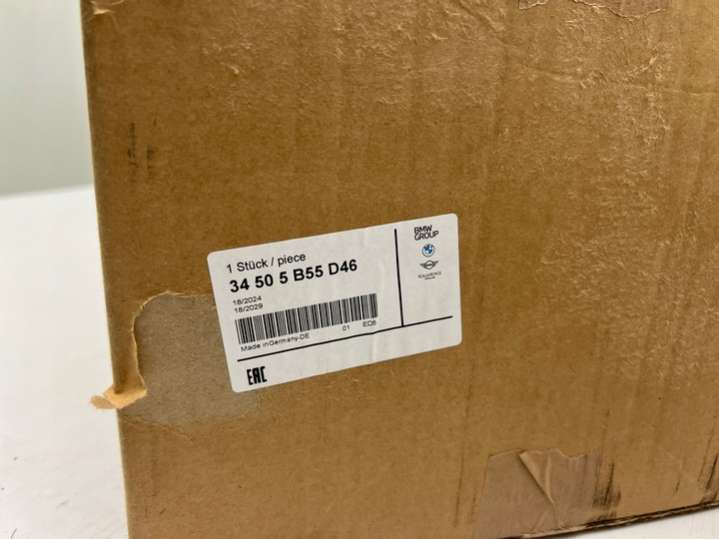 1 Stück / piece
34 50 5 B55 D46
18/2024
18/2029
Made in Germany-DE 01 EO6
EAC
BMW
GROUP